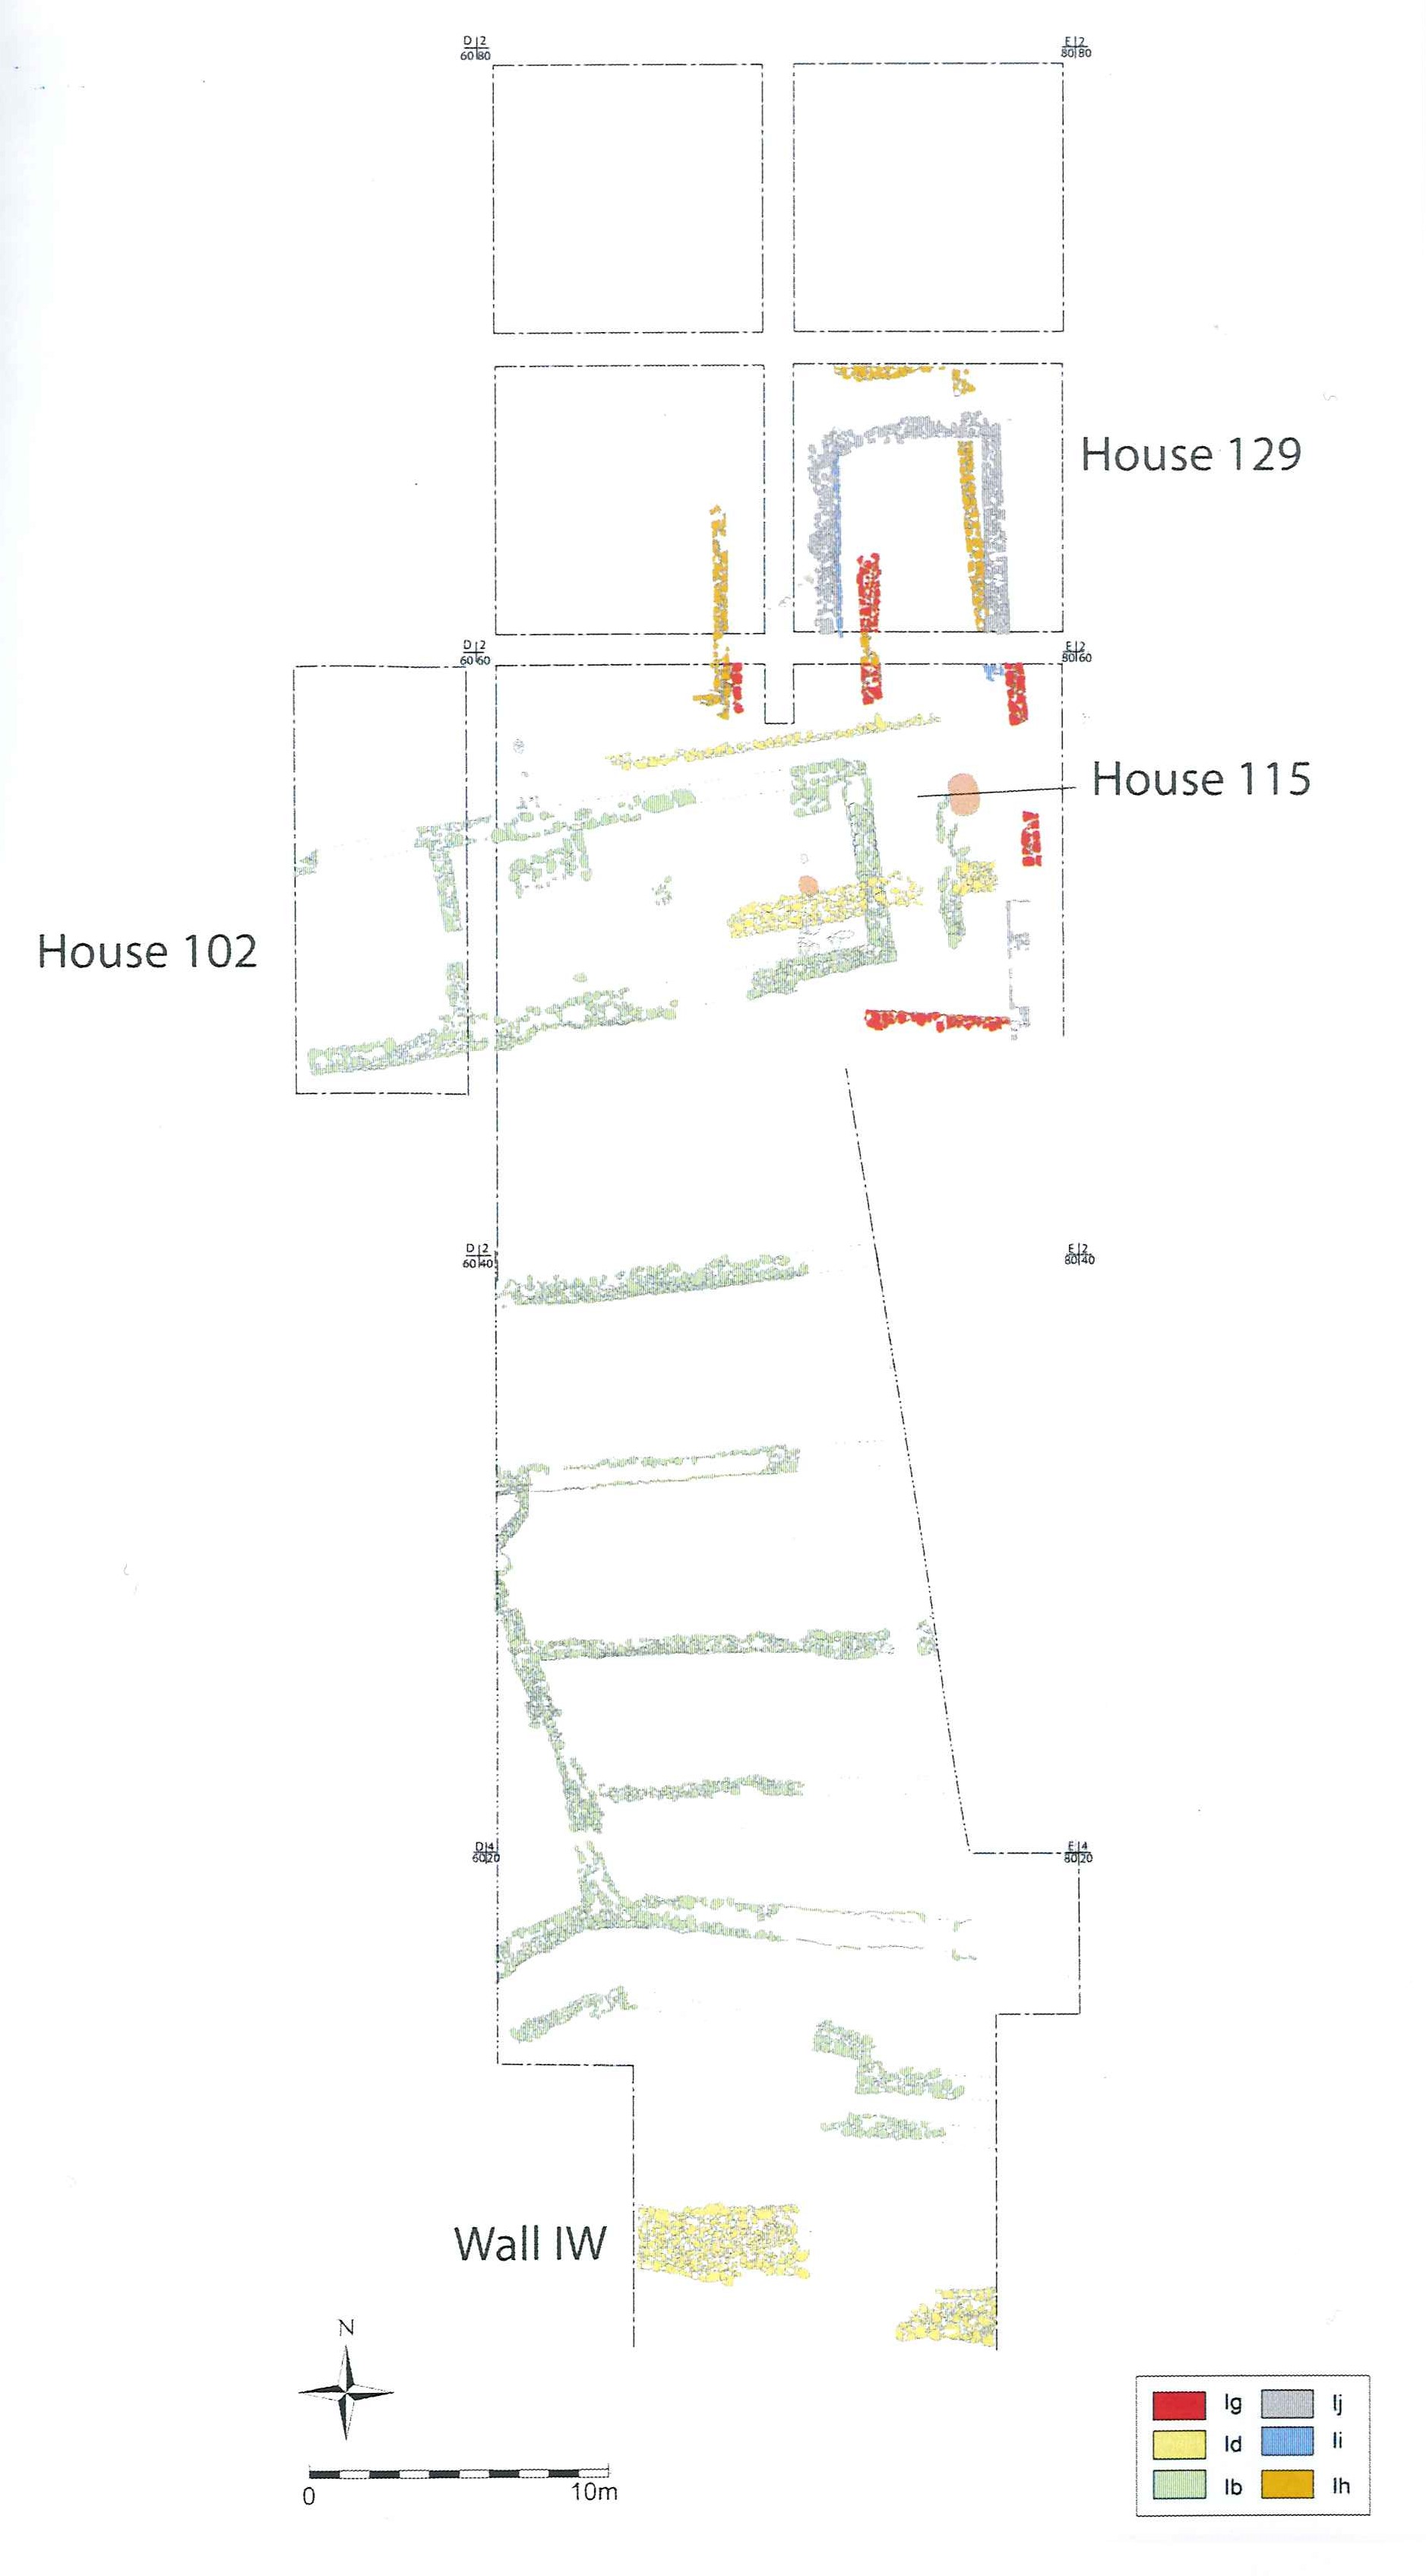 D|2
60|80
E|2
80|80
House 129
D|2
60|60
E|2
80|60
House 115
House 102
D|2
60|40
E|2
80|40
D|4
60|20
E|4
80|20
Wall IW
N
0 10m
Ig Ij
Id Ii
Ib Ih